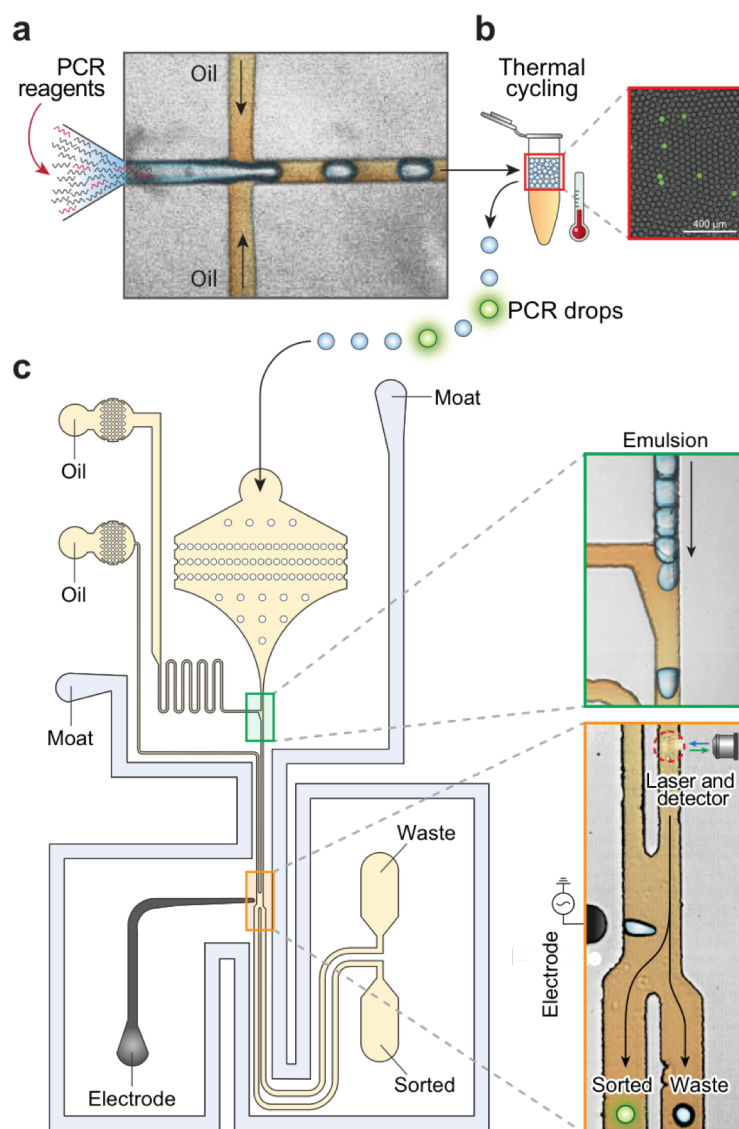 a
PCR
reagents
Oil
Oil
b
Thermal
cycling
400 µm
PCR drops
c
Oil
Oil
Moat
Moat
Emulsion
Laser and
detector
Electrode
Sorted
Waste
Waste
Sorted
Electrode